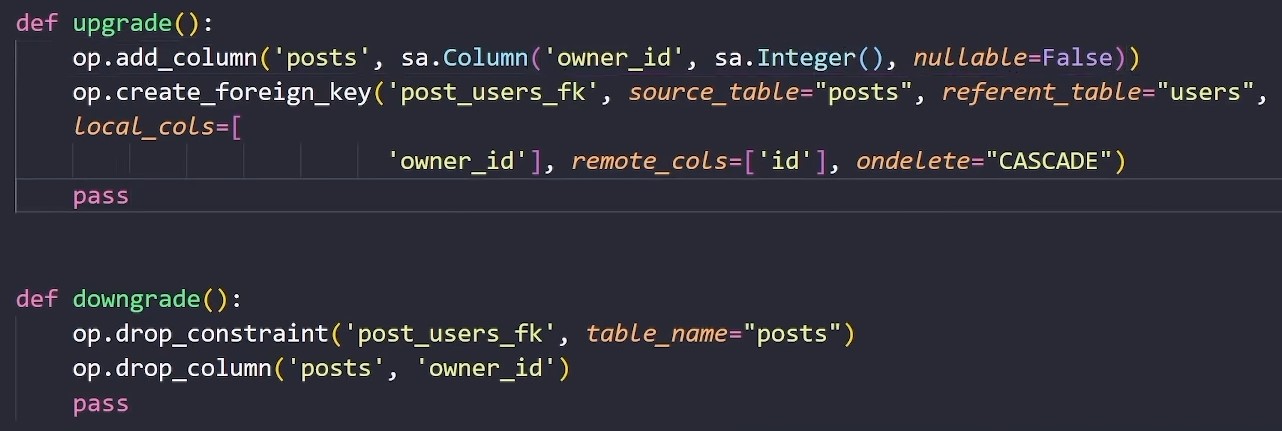 def upgrade():
    op.add_column('posts', sa.Column('owner_id', sa.Integer(), nullable=False))
    op.create_foreign_key('post_users_fk', source_table="posts", referent_table="users",
    local_cols=[
                          'owner_id'], remote_cols=['id'], ondelete="CASCADE")
    pass
def downgrade():
    op.drop_constraint('post_users_fk', table_name="posts")
    op.drop_column('posts', 'owner_id')
    pass